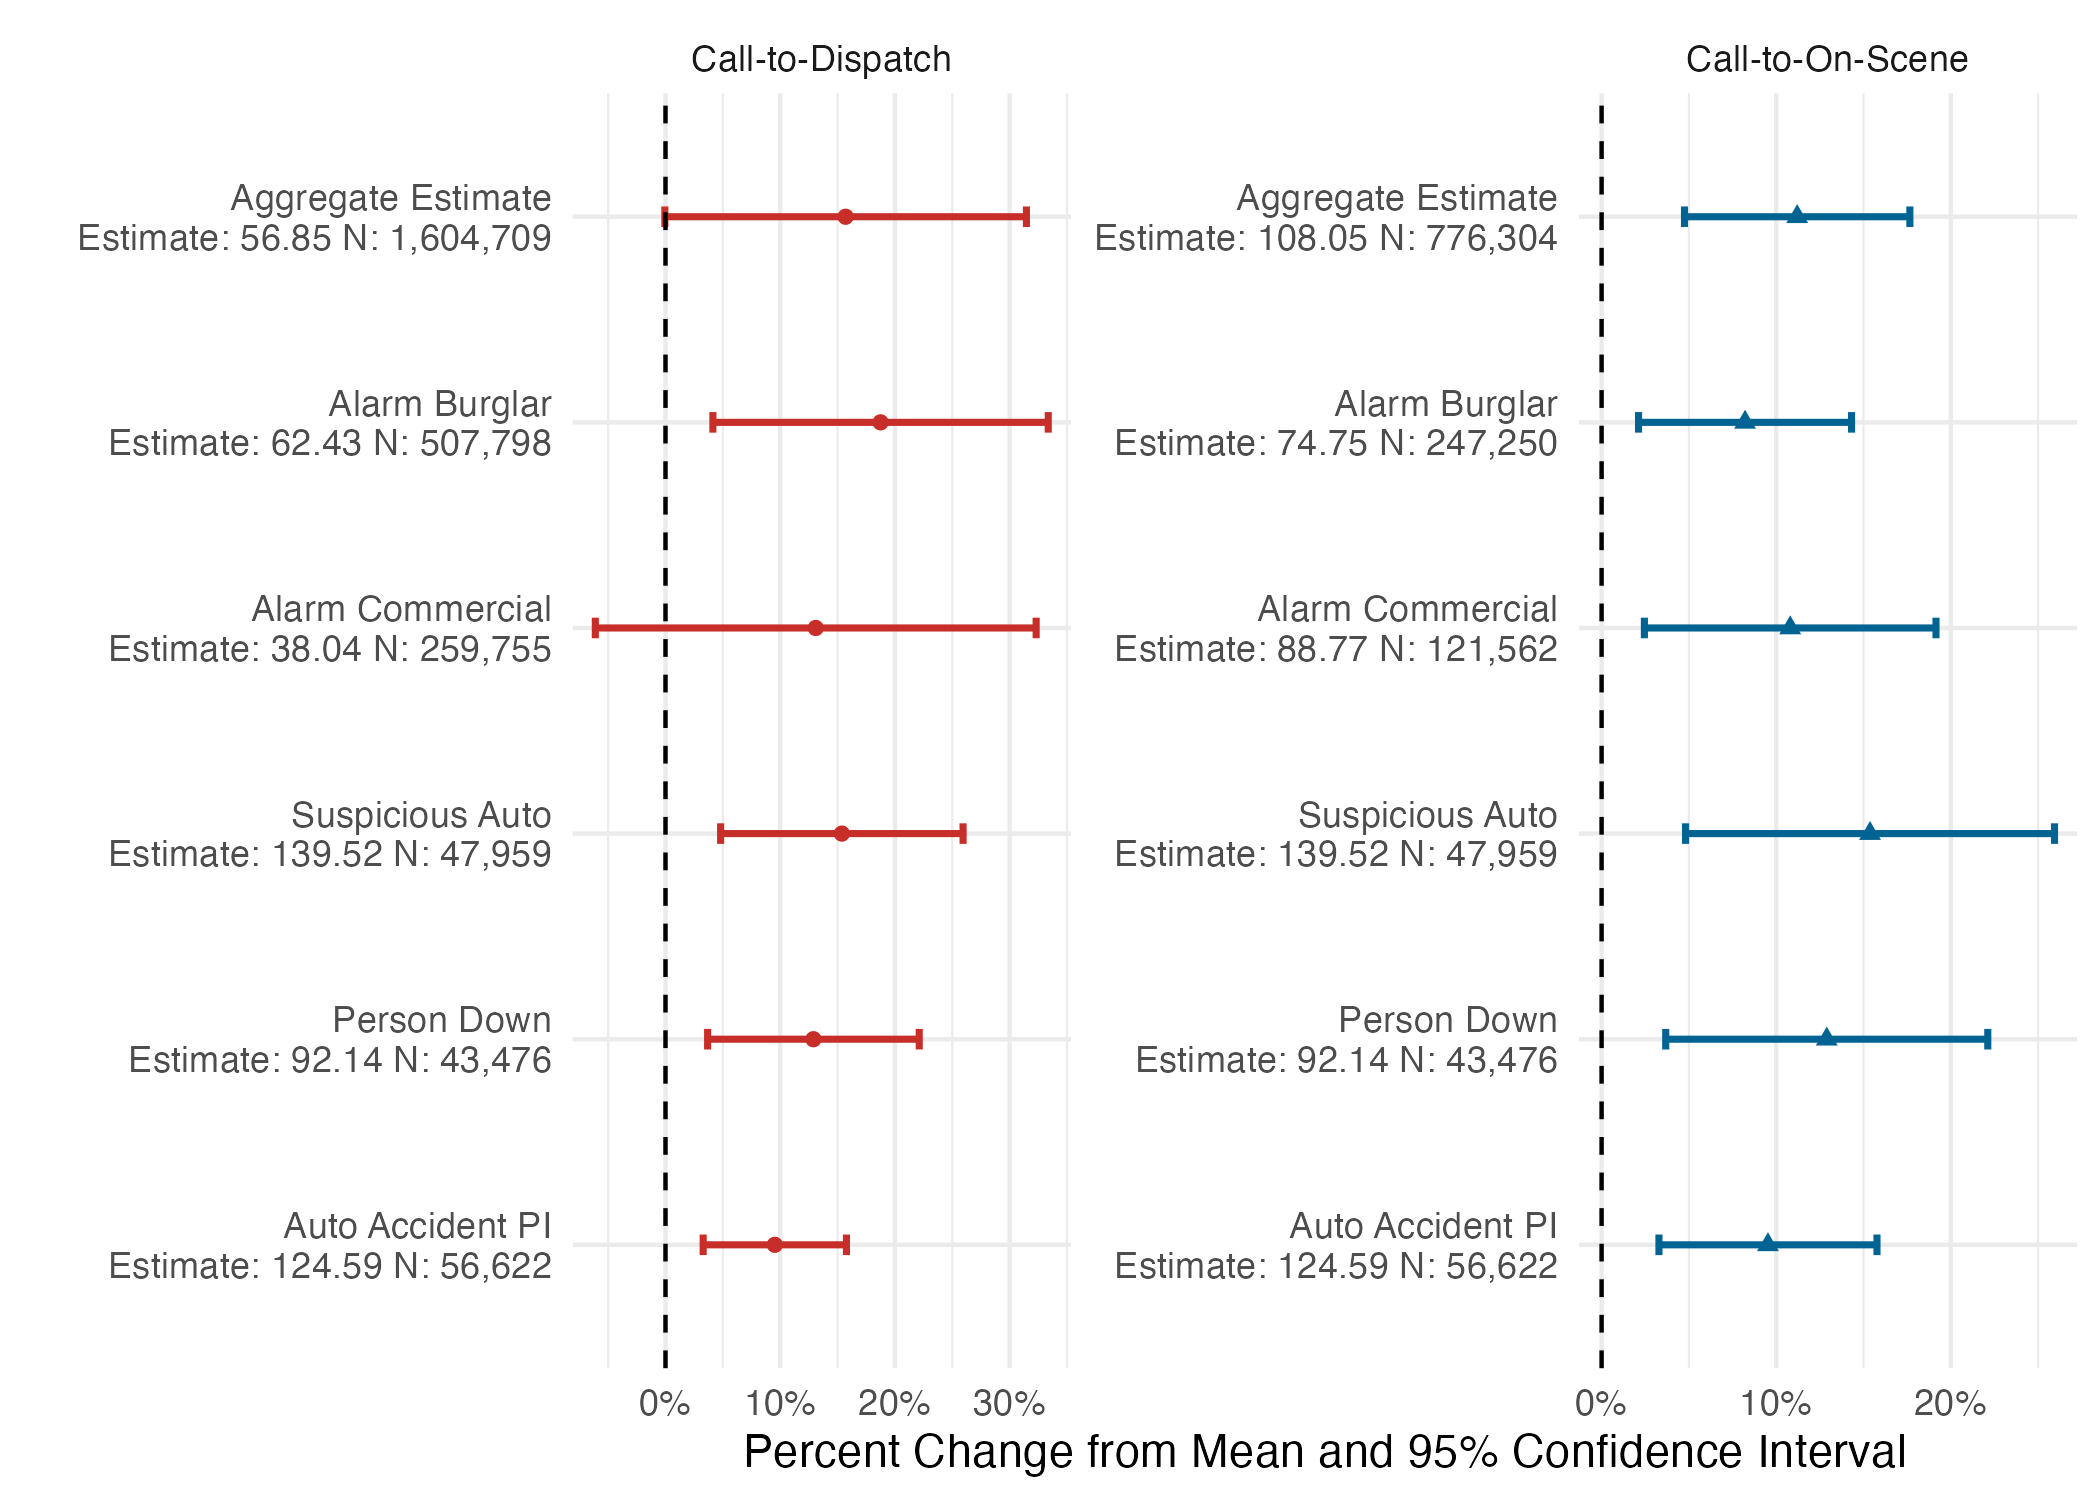 Call-to-Dispatch
Aggregate Estimate
Estimate: 56.85 N: 1,604,709
Alarm Burglar
Estimate: 62.43 N: 507,798
Alarm Commercial
Estimate: 38.04 N: 259,755
Suspicious Auto
Estimate: 139.52 N: 47,959
Person Down
Estimate: 92.14 N: 43,476
Auto Accident PI
Estimate: 124.59 N: 56,622
0% 10% 20% 30%
Call-to-On-Scene
Aggregate Estimate
Estimate: 108.05 N: 776,304
Alarm Burglar
Estimate: 74.75 N: 247,250
Alarm Commercial
Estimate: 88.77 N: 121,562
Suspicious Auto
Estimate: 139.52 N: 47,959
Person Down
Estimate: 92.14 N: 43,476
Auto Accident PI
Estimate: 124.59 N: 56,622
0% 10% 20%
Percent Change from Mean and 95% Confidence Interval